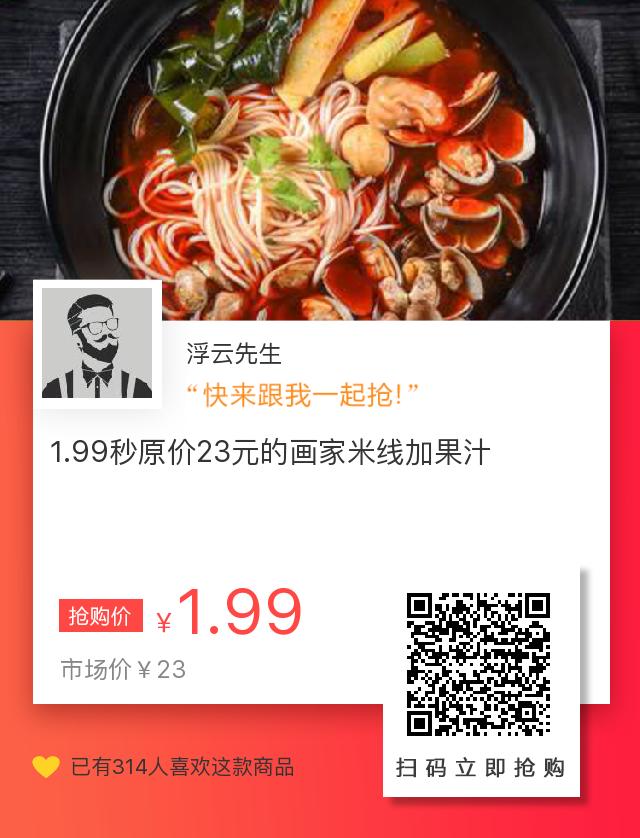 浮云先生
“快来跟我一起抢!”
1.99秒原价23元的画家米线加果汁
抢购价 ¥1.99
市场价¥23
已有314人喜欢这款商品
扫码立即抢购